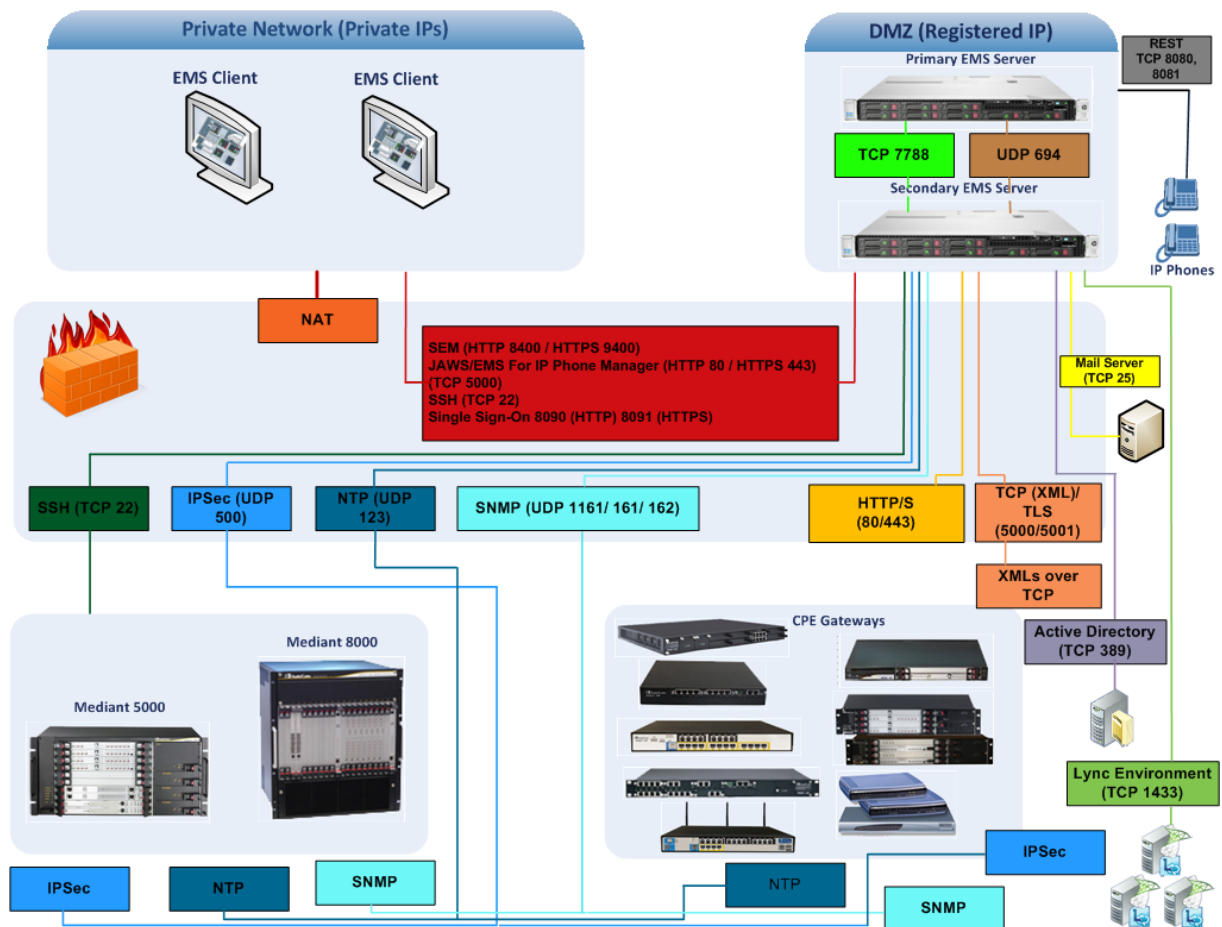 Private Network (Private IPs)
EMS Client
EMS Client
DMZ (Registered IP)
Primary EMS Server
REST
TCP 8080,
8081
TCP 7788
UDP 694
Secondary EMS Server
IP Phones
NAT
SEM (HTTP 8400 / HTTPS 9400)
JAWS/EMS For IP Phone Manager (HTTP 80 / HTTPS 443)
(TCP 5000)
SSH (TCP 22)
Single Sign-On 8090 (HTTP) 8091 (HTTPS)
Mail Server
(TCP 25)
SSH (TCP 22)
IPSec (UDP
500)
NTP (UDP
123)
SNMP (UDP 1161/ 161/ 162)
HTTP/S
(80/443)
TCP (XML)/
TLS
(5000/5001)
XMLs over
TCP
Mediant 8000
Mediant 5000
CPE Gateways
Active Directory
(TCP 389)
Lync Environment
(TCP 1433)
IPSec
NTP
SNMP
NTP
IPSec
SNMP